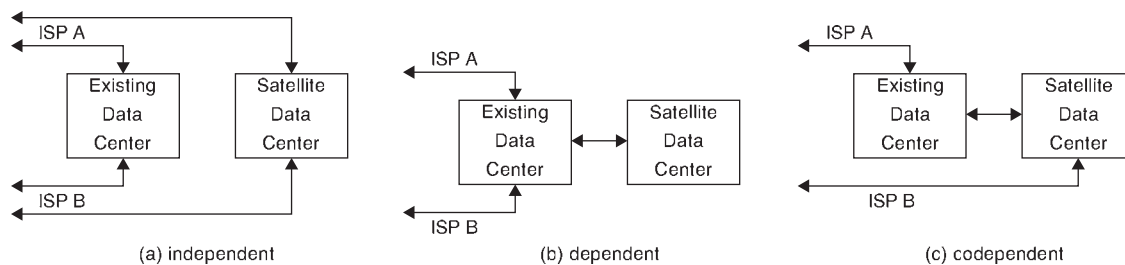 ISP A
Existing
Data
Center
Satellite
Data
Center
ISP B
(a) independent
ISP A
Existing
Data
Center
Satellite
Data
Center
ISP B
(b) dependent
ISP A
Existing
Data
Center
Satellite
Data
Center
ISP B
(c) codependent